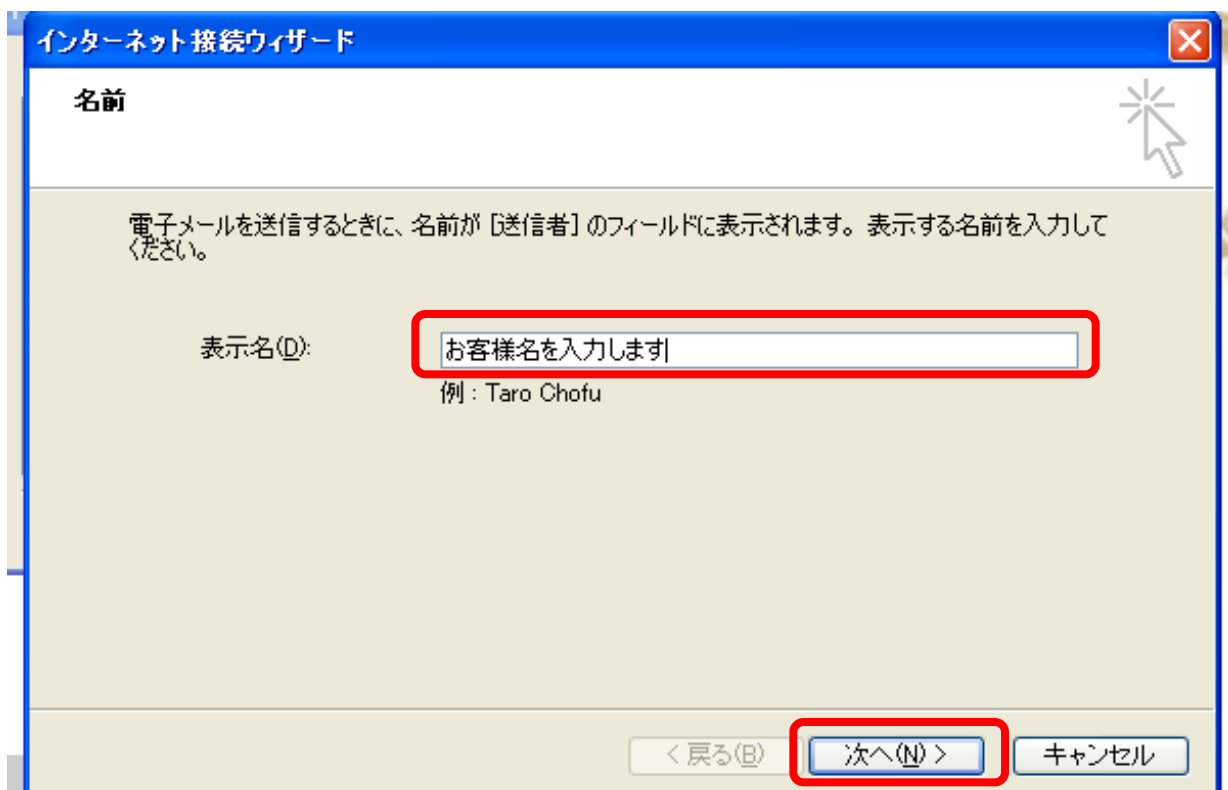 インターネット接続ウィザード
名前
電子メールを送信するときに、名前が [送信者] のフィールドに表示されます。表示する名前を入力して
ください。
表示名(D):
お客様名を入力します
例 : Taro Chofu
< 戻る(B)
次へ(N) >
キャンセル